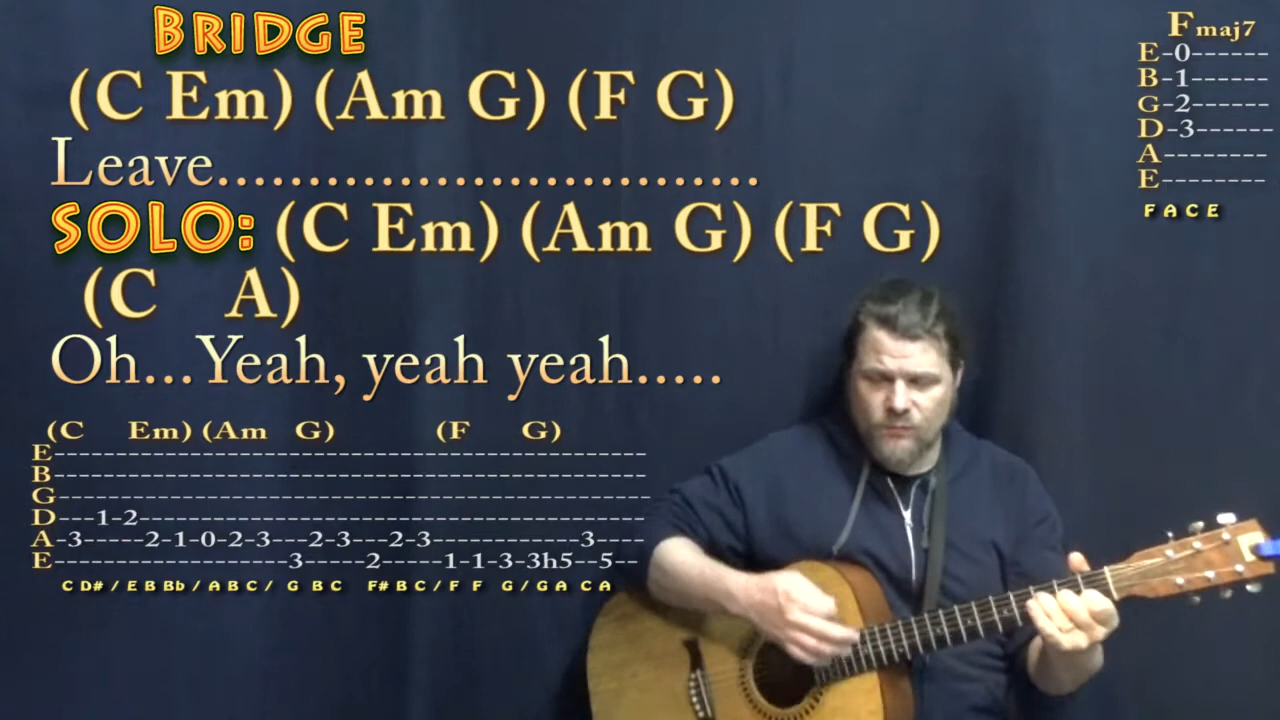 BRIDGE
(C Em) (Am G) (F G)
Leave..............................
SOLO: (C Em) (Am G) (F G)
(C A)
Oh...Yeah, yeah yeah.....
(C Em) (Am G) (F G)
E------------------------------------------------------
B------------------------------------------------------
G------------------------------------------------------
D---1-2------------------------------------------------
A-3-----2-1-0-2-3---2-3---2-3-------------3----
E--------------------3-----2-----1-1-3-3h5--5--
C D# / E B Bb / A B C / G B C F# B C / F F G / G A C A
Fmaj7
E-0------
B-1------
G-2------
D-3------
A--------
E--------
F A C E